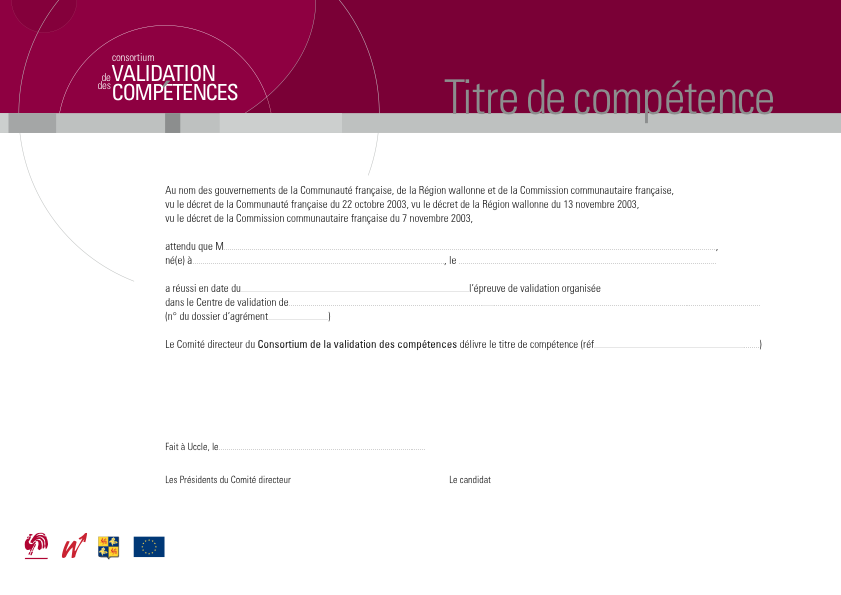 consortium
de VALIDATION
des COMPÉTENCES
Titre de compétence
Au nom des gouvernements de la Communauté française, de la Région wallonne et de la Commission communautaire française,
vu le décret de la Communauté française du 22 octobre 2003, vu le décret de la Région wallonne du 13 novembre 2003,
vu le décret de la Commission communautaire française du 7 novembre 2003,
attendu que M,
né(e) à, le
a réussi en date du l'épreuve de validation organisée
dans le Centre de validation de
(n° du dossier d'agrément)
Le Comité directeur du Consortium de la validation des compétences délivre le titre de compétence (réf)
Fait à Uccle, le
Les Présidents du Comité directeur
Le candidat